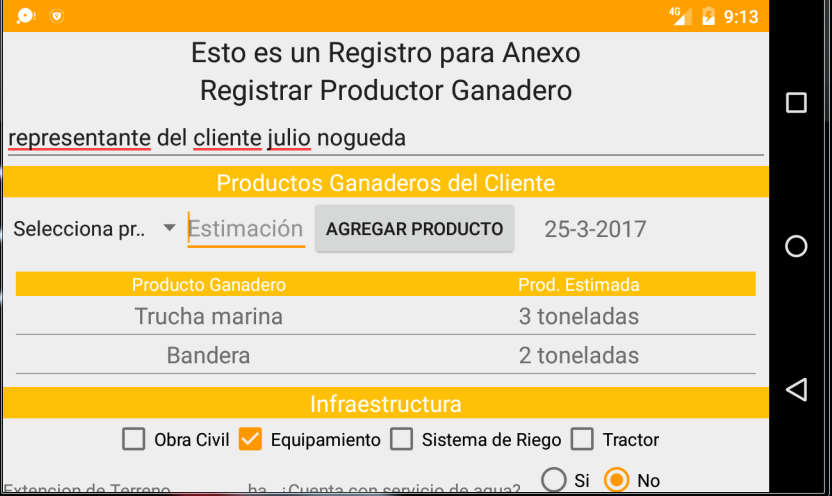 4G 9:13
Esto es un Registro para Anexo
Registrar Productor Ganadero
representante del cliente julio nogueda
Productos Ganaderos del Cliente
Selecciona pr.. Estimación AGREGAR PRODUCTO 25-3-2017
Producto Ganadero Prod. Estimada
Trucha marina 3 toneladas
Bandera 2 toneladas
Infraestructura
Obra Civil Equipamiento Sistema de Riego Tractor
Extencion de Terreno ha ¿Cuenta con servicio de agua? Si No